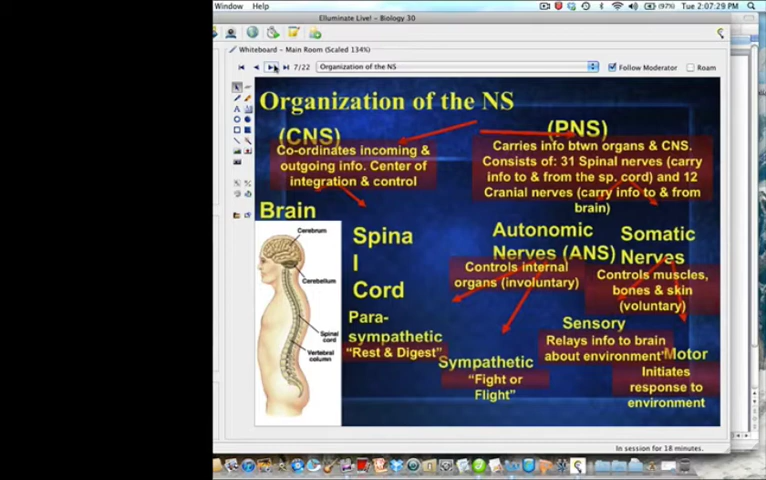 Window Help
(97%) Tue 2:07:29 PM
Elluminate Live! - Biology 30
Whiteboard - Main Room (Scaled 134%)
7/22 Organization of the NS
Follow Moderator
Roam
Organization of the NS
(CNS)
Co-ordinates incoming &
outgoing info. Center of
integration & control
(PNS)
Carries info btwn organs & CNS.
Consists of: 31 Spinal nerves (carry
info to & from the sp. cord) and 12
Cranial nerves (carry info to & from
brain)
Brain
Cerebrum
Cerebellum
Spinal
cord
Vertebral
column
Spina
l
Cord
Autonomic
Nerves (ANS)
Controls internal
organs (involuntary)
Somatic
Nerves
Controls muscles,
bones & skin
(voluntary)
Para-
sympathetic
“Rest & Digest”
Sympathetic
“Fight or
Flight”
Sensory
Relays info to brain
about environment
Motor
Initiates
response to
environment
In session for 18 minutes.